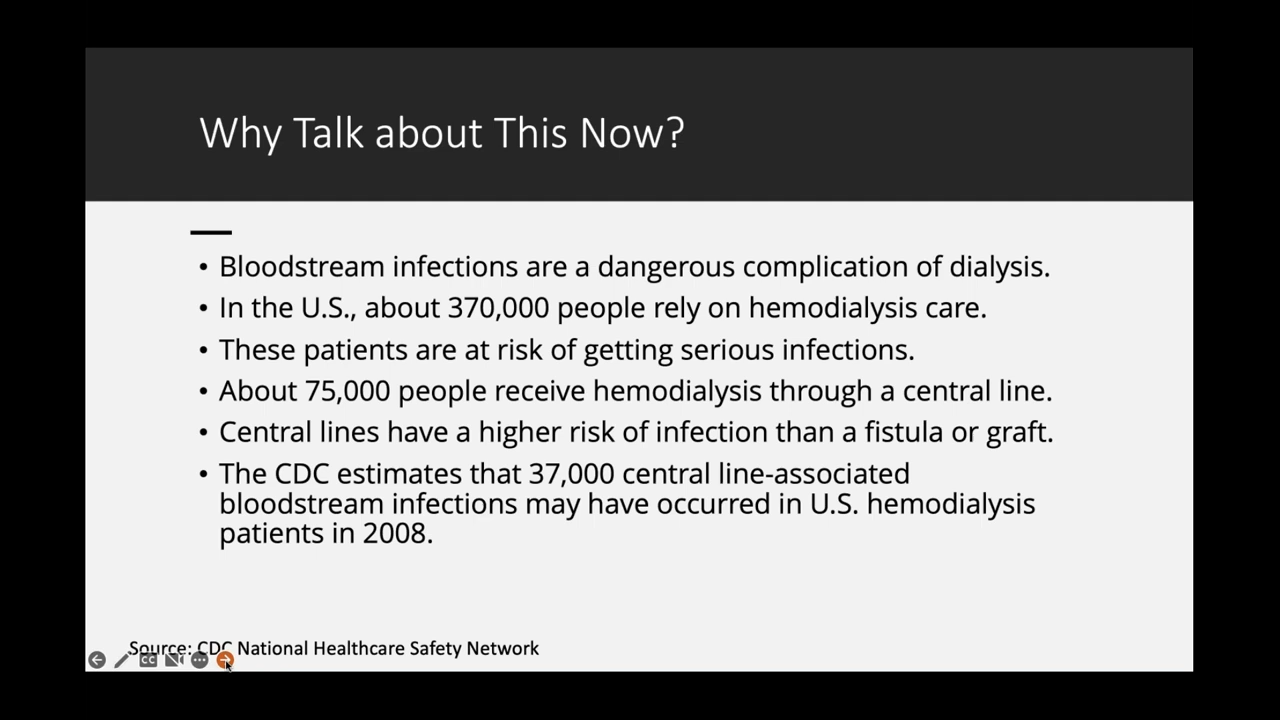 Why Talk about This Now?
• Bloodstream infections are a dangerous complication of dialysis.
• In the U.S., about 370,000 people rely on hemodialysis care.
• These patients are at risk of getting serious infections.
• About 75,000 people receive hemodialysis through a central line.
• Central lines have a higher risk of infection than a fistula or graft.
• The CDC estimates that 37,000 central line-associated
bloodstream infections may have occurred in U.S. hemodialysis
patients in 2008.
Source: CDC National Healthcare Safety Network
CC